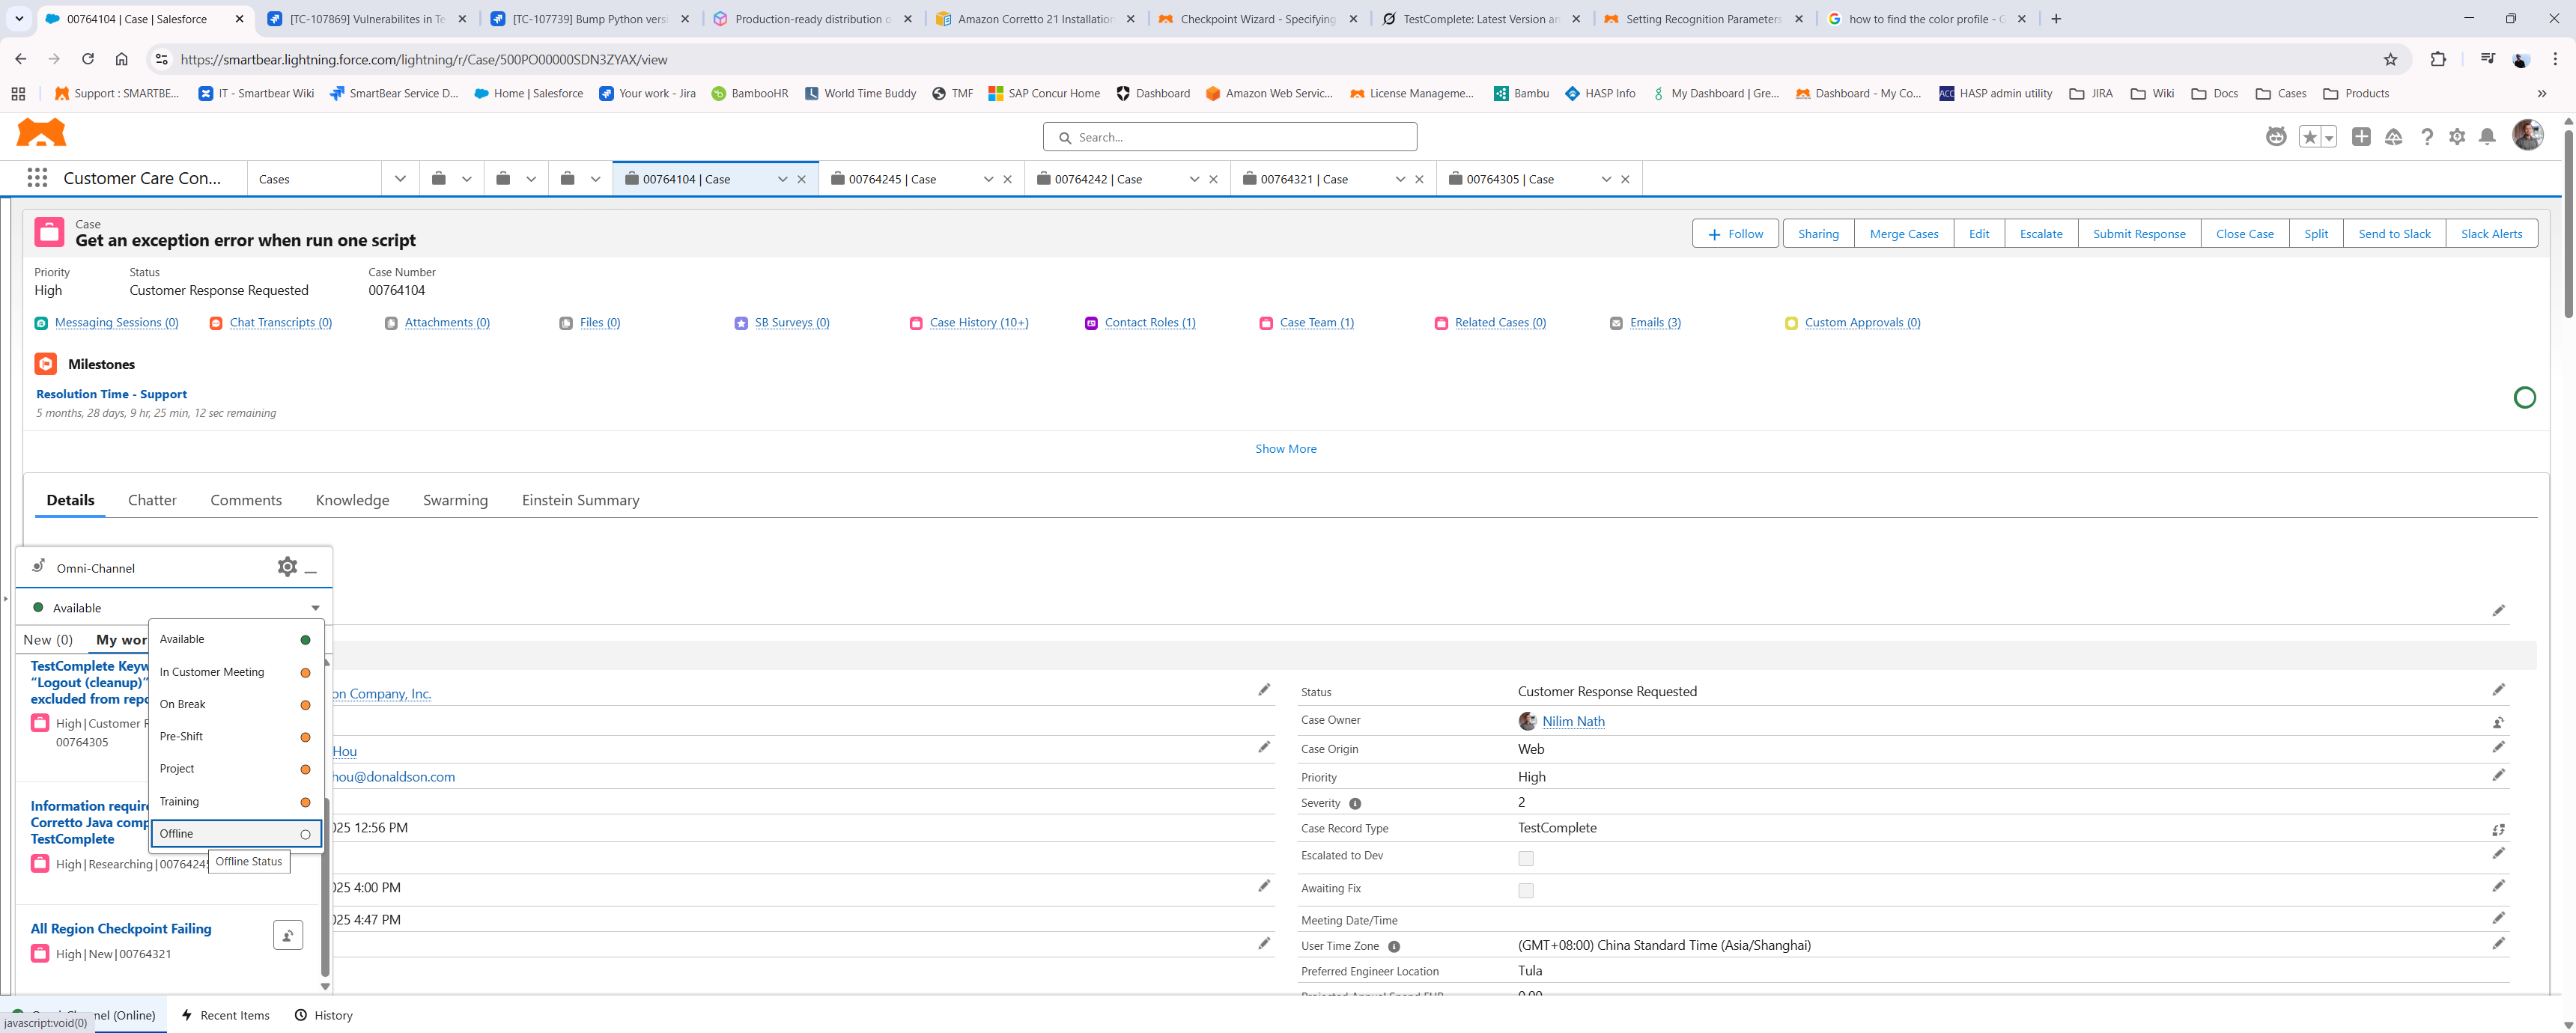 00764104 | Case | Salesforce
[TC-107869] Vulnerabilites in Te
[TC-107739] Bump Python versi
Production-ready distribution o
Amazon Corretto 21 Installation
Checkpoint Wizard - Specifying
TestComplete: Latest Version an
Setting Recognition Parameters
how to find the color profile - G
https://smartbear.lightning.force.com/lightning/r/Case/500PO00000SDN3ZYAX/view
Support : SMARTBE...
IT - Smartbear Wiki
SmartBear Service D...
Home | Salesforce
Your work - Jira
BambooHR
World Time Buddy
TMF
SAP Concur Home
Dashboard
Amazon Web Servic...
License Manageme...
Bambu
HASP Info
My Dashboard | Gre...
Dashboard - My Co...
ACC
HASP admin utility
JIRA
Wiki
Docs
Cases
Products
Search...
Customer Care Con...
Cases
00764104 | Case
00764245 | Case
00764242 | Case
00764321 | Case
00764305 | Case
Case
Get an exception error when run one script
Follow
Sharing
Merge Cases
Edit
Escalate
Submit Response
Close Case
Split
Send to Slack
Slack Alerts
Priority
Status
Case Number
High
Customer Response Requested
00764104
Messaging Sessions (0)
Chat Transcripts (0)
Attachments (0)
Files (0)
SB Surveys (0)
Case History (10+)
Contact Roles (1)
Case Team (1)
Related Cases (0)
Emails (3)
Custom Approvals (0)
Milestones
Resolution Time - Support
5 months, 28 days, 9 hr, 25 min, 12 sec remaining
Show More
Details
Chatter
Comments
Knowledge
Swarming
Einstein Summary
Omni-Channel
Available
New (0)
My wor
Available
In Customer Meeting
On Break
Pre-Shift
Project
Training
Offline
Offline Status
TestComplete Keyw
“Logout (cleanup)”
excluded from repo
High | Customer R
00764305
Information require
Corretto Java comp
TestComplete
High | Researching | 00764245
All Region Checkpoint Failing
High | New | 00764321
on Company, Inc.
Hou
hou@donaldson.com
025 12:56 PM
025 4:00 PM
025 4:47 PM
Status
Customer Response Requested
Case Owner
Nilim Nath
Case Origin
Web
Priority
High
Severity
2
Case Record Type
TestComplete
Escalated to Dev
Awaiting Fix
Meeting Date/Time
User Time Zone
(GMT+08:00) China Standard Time (Asia/Shanghai)
Preferred Engineer Location
Tula
nel (Online)
Recent Items
History
javascript:void(0)